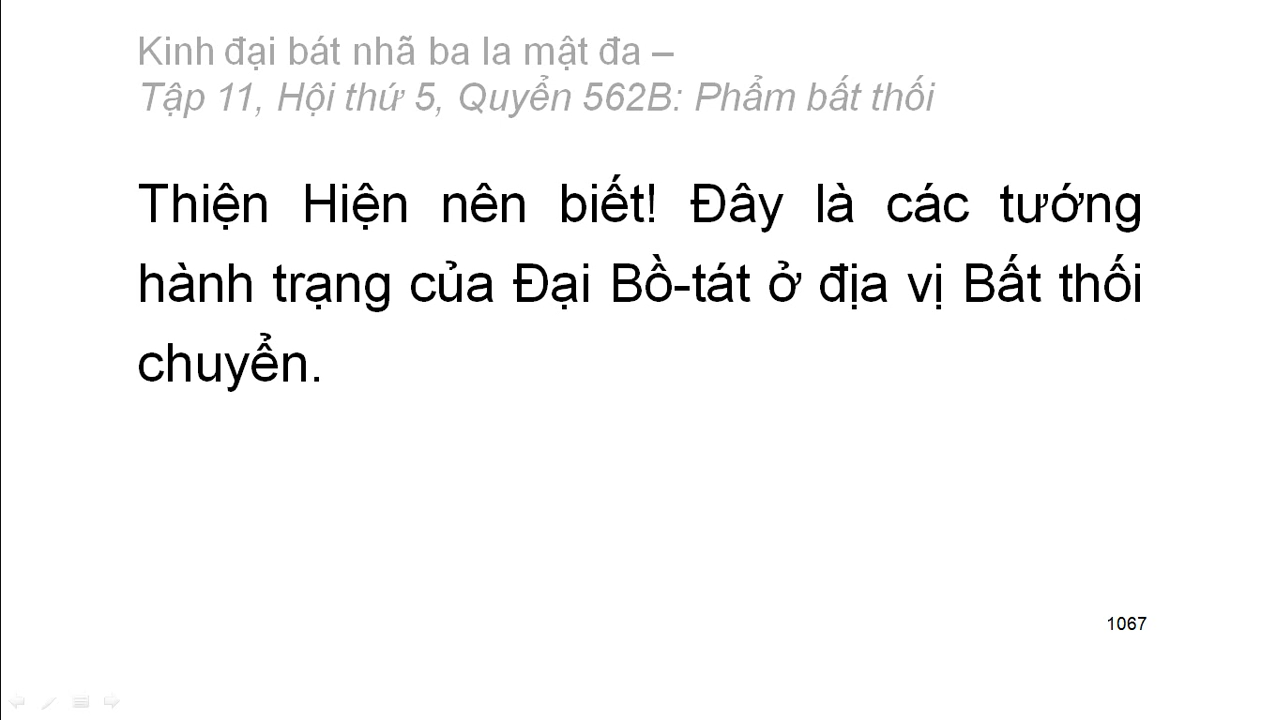 Kinh đại bát nhã ba la mật đa –
Tập 11, Hội thứ 5, Quyển 562B: Phẩm bất thối
Thiện Hiện nên biết! Đây là các tướng
hành trạng của Đại Bồ-tát ở địa vị Bất thối
chuyển.
1067